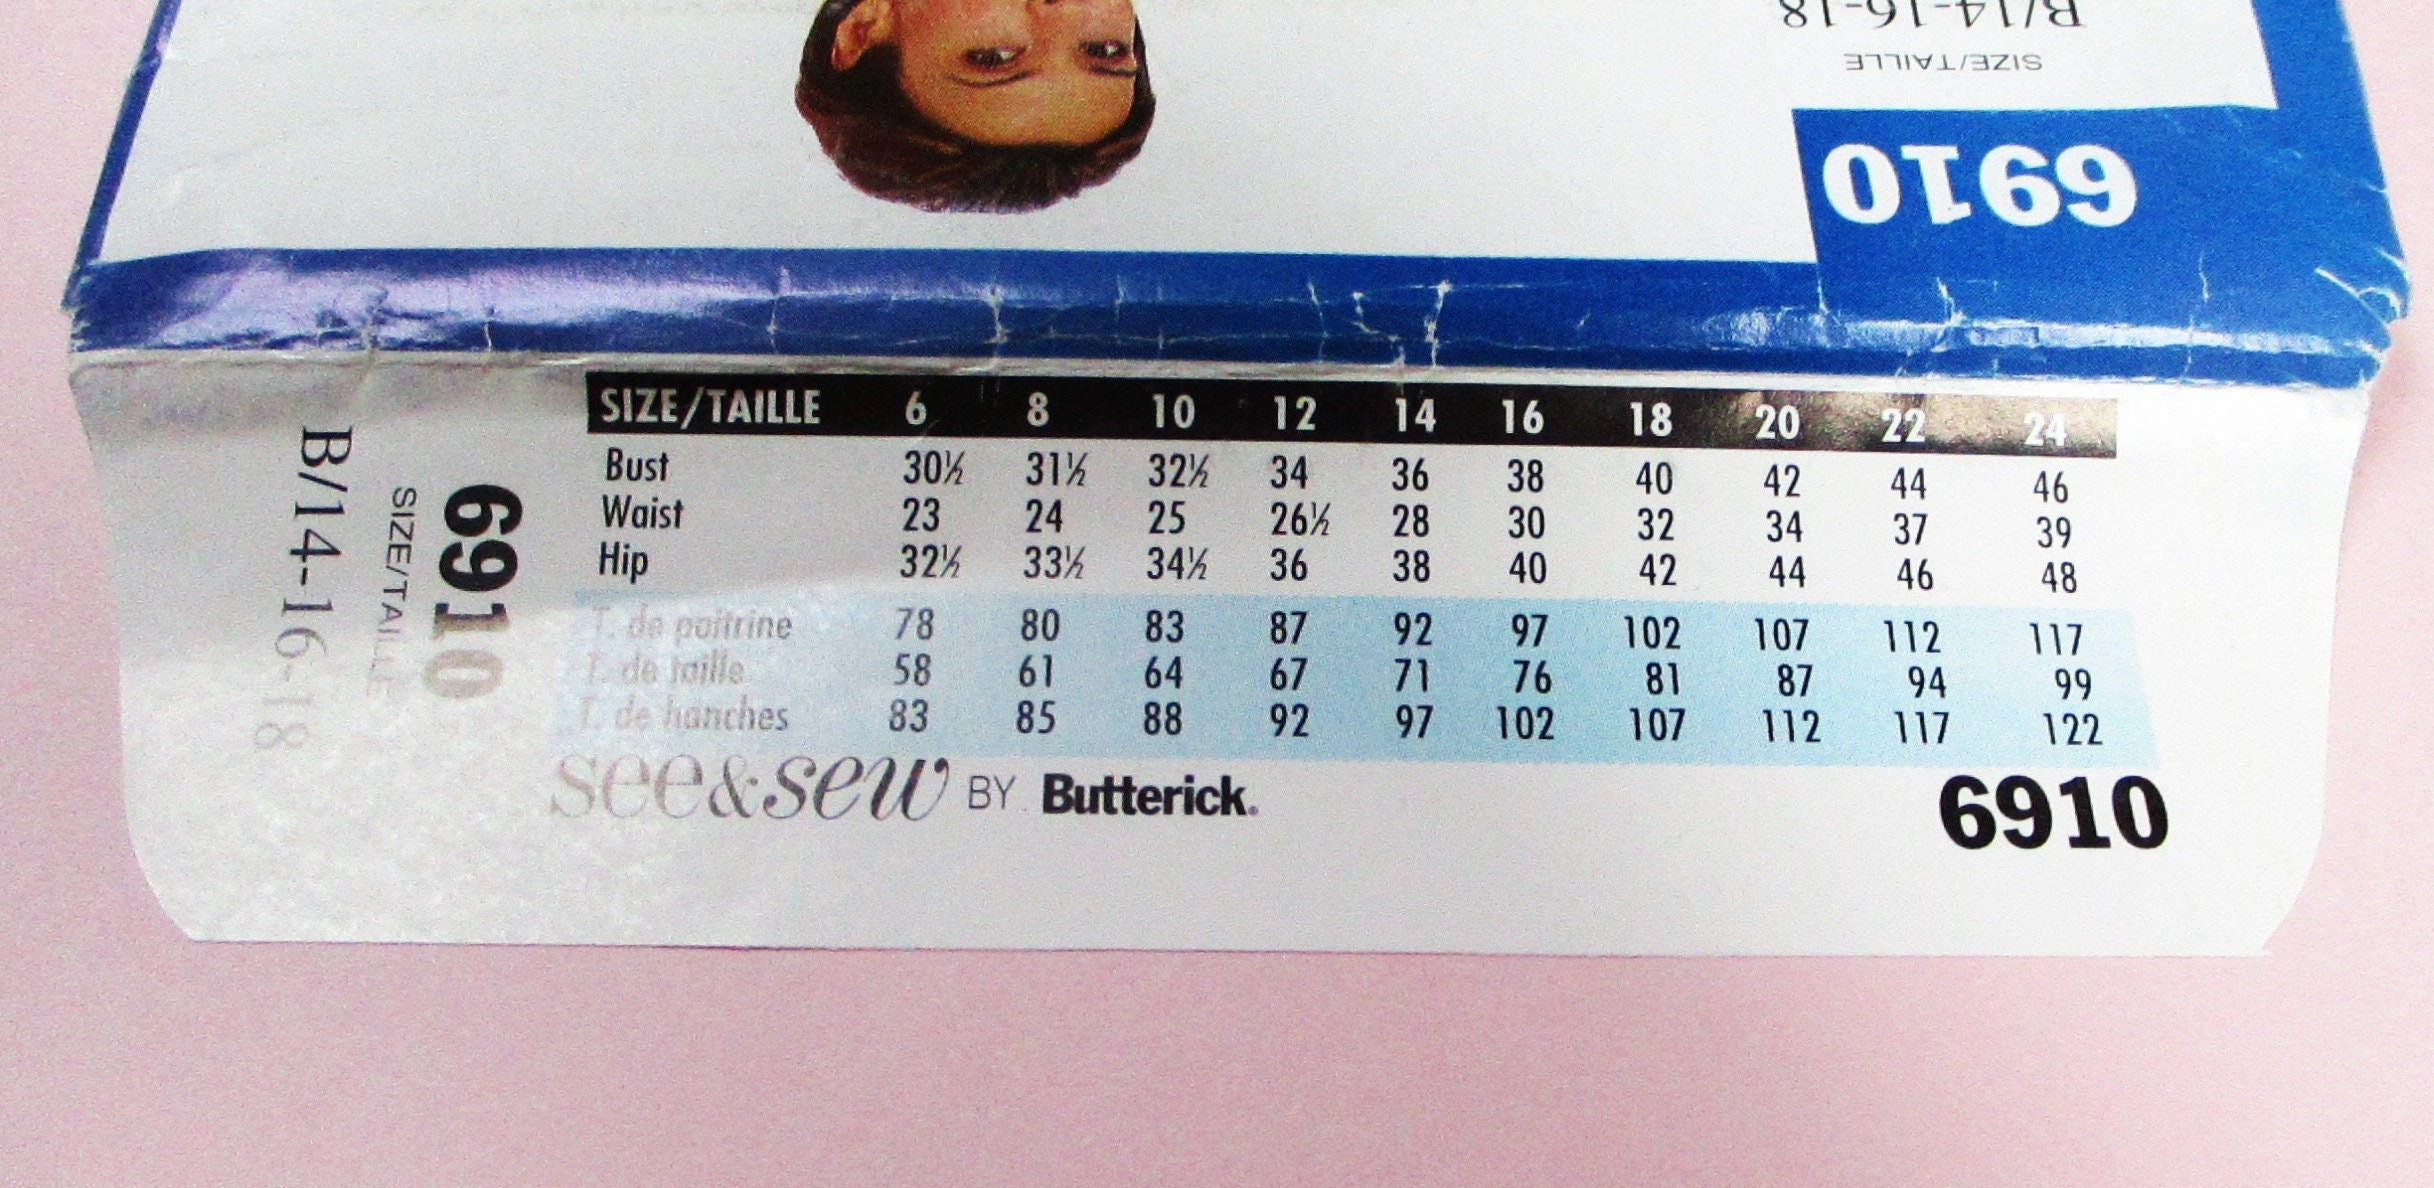 B/14-16-18
SIZE/TAILLE
6910
SIZE/TAILLE 6 8 10 12 14 16 18 20 22 24
Bust 30½ 31½ 32½ 34 36 38 40 42 44 46
Waist 23 24 25 26½ 28 30 32 34 37 39
Hip 32½ 33½ 34½ 36 38 40 42 44 46 48
T. de poitrine 78 80 83 87 92 97 102 107 112 117
T. de taille 58 61 64 67 71 76 81 87 94 99
T. de hanches 83 85 88 92 97 102 107 112 117 122
see&sew BY Butterick.
6910
6910
SIZE/TAILLE
B/14-16-18